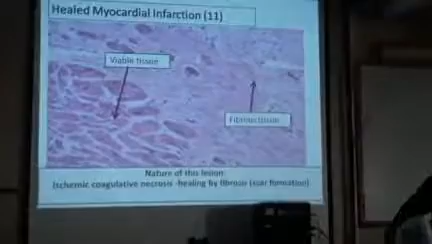 Healed Myocardial Infarction (11)
Viable tissue
Fibrous tissue
Nature of this lesion:
Ischemic coagulative necrosis -healing by fibrosis (scar formation)